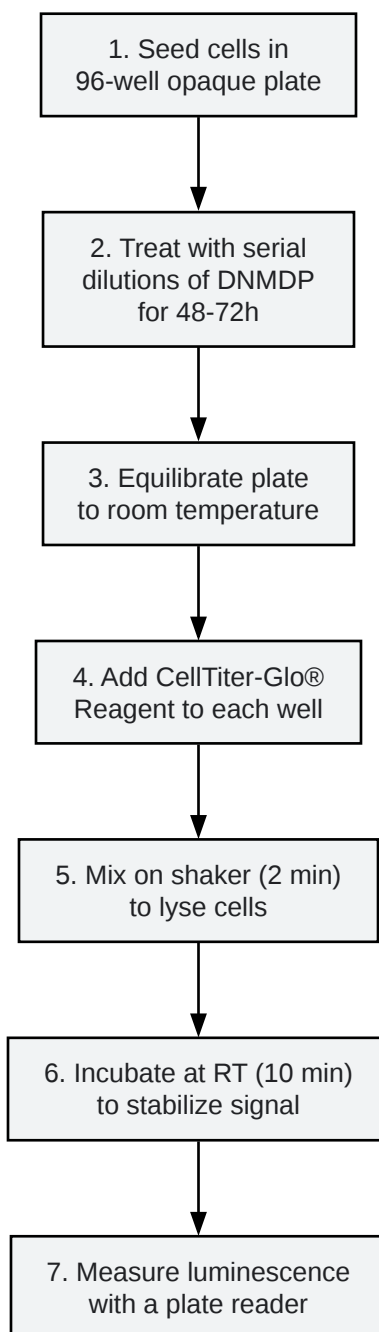 1. Seed cells in
96-well opaque plate
2. Treat with serial
dilutions of DNMDP
for 48-72h
3. Equilibrate plate
to room temperature
4. Add CellTiter-Glo®
Reagent to each well
5. Mix on shaker (2 min)
to lyse cells
6. Incubate at RT (10 min)
to stabilize signal
7. Measure luminescence
with a plate reader